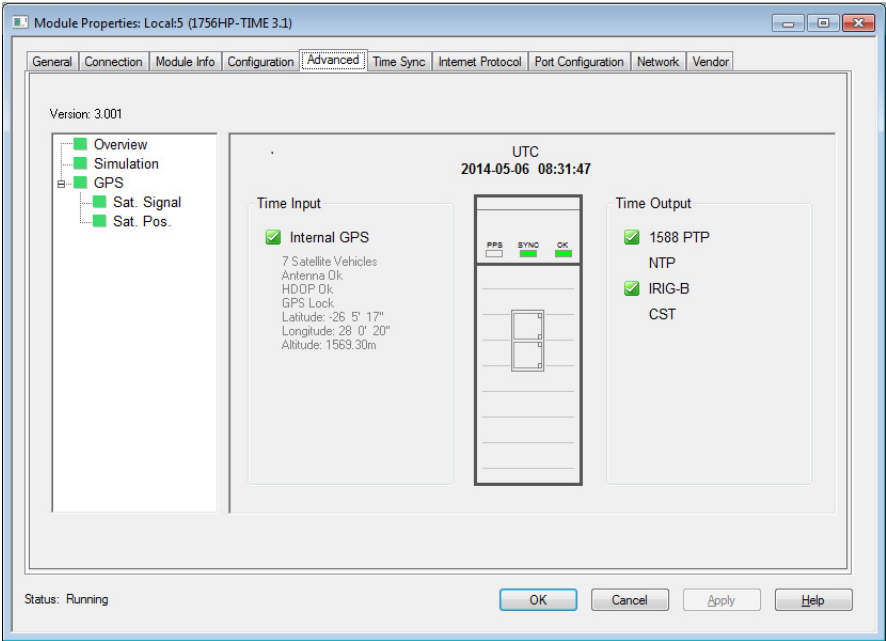 Module Properties: Local:5 (1756HP-TIME 3.1)
General Connection Module Info Configuration Advanced Time Sync Internet Protocol Port Configuration Network Vendor
Version: 3.001
Overview
Simulation
GPS
Sat. Signal
Sat. Pos.
UTC
2014-05-06 08:31:47
Time Input
Internal GPS
7 Satellite Vehicles
Antenna Ok
HDOP Ok
GPS Lock
Latitude: -26 5' 17"
Longitude: 28 0' 20"
Altitude: 1569.30m
PPS SYNC OK
Time Output
1588 PTP
NTP
IRIG-B
CST
Status: Running
OK Cancel Apply Help